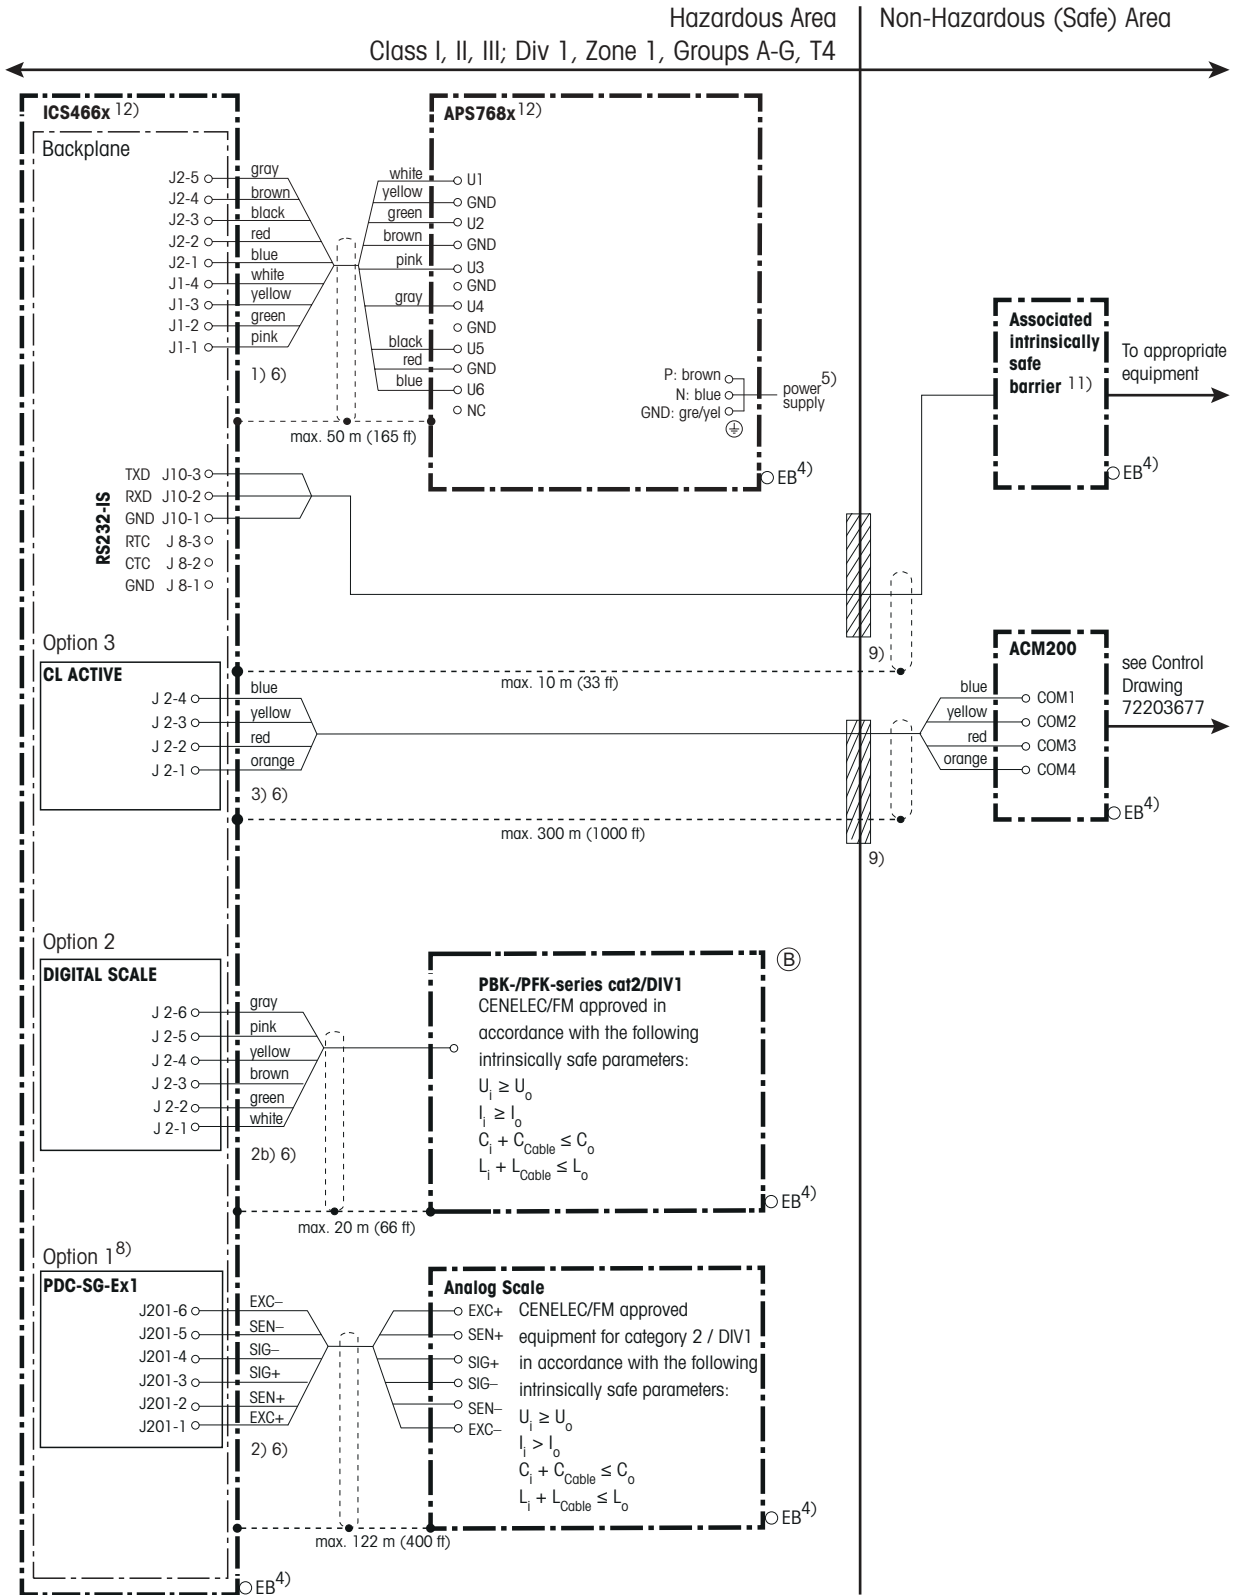 Hazardous Area
Non-Hazardous (Safe) Area
Class I, II, III; Div 1, Zone 1, Groups A-G, T4
ICS466x 12)
Backplane
J2-5 gray
J2-4 brown
J2-3 black
J2-2 red
J2-1 blue
J1-4 white
J1-3 yellow
J1-2 green
J1-1 pink
1) 6)
max. 50 m (165 ft)
APS768x 12)
white U1
yellow GND
green U2
brown GND
pink U3
GND
gray U4
GND
black U5
red GND
blue U6
NC
P: brown
N: blue
GND: gre/yel
power 5)
supply
EB4)
Associated
intrinsically
safe
barrier 11)
To appropriate
equipment
EB4)
RS232-IS
TXD J10-3
RXD J10-2
GND J10-1
RTC J 8-3
CTC J 8-2
GND J 8-1
9)
max. 10 m (33 ft)
Option 3
CL ACTIVE
J 2-4 blue
J 2-3 yellow
J 2-2 red
J 2-1 orange
3) 6)
max. 300 m (1000 ft)
9)
ACM200
blue COM1
yellow COM2
red COM3
orange COM4
see Control
Drawing
72203677
EB4)
Option 2
DIGITAL SCALE
J 2-6 gray
J 2-5 pink
J 2-4 yellow
J 2-3 brown
J 2-2 green
J 2-1 white
2b) 6)
max. 20 m (66 ft)
B
PBK-/PFK-series cat2/DIV1
CENELEC/FM approved in
accordance with the following
intrinsically safe parameters:
Ui ≥ Uo
Ii ≥ Io
Ci + CCable ≤ Co
Li + LCable ≤ Lo
EB4)
Option 18)
PDC-SG-Ex1
J201-6 EXC–
J201-5 SEN–
J201-4 SIG–
J201-3 SIG+
J201-2 SEN+
J201-1 EXC+
2) 6)
max. 122 m (400 ft)
Analog Scale
EXC+ CENELEC/FM approved
SEN+ equipment for category 2 / DIV1
SIG+ in accordance with the following
SIG– intrinsically safe parameters:
SEN–
EXC–
Ui ≥ Uo
Ii > Io
Ci + CCable ≤ Co
Li + LCable ≤ Lo
EB4)
EB4)